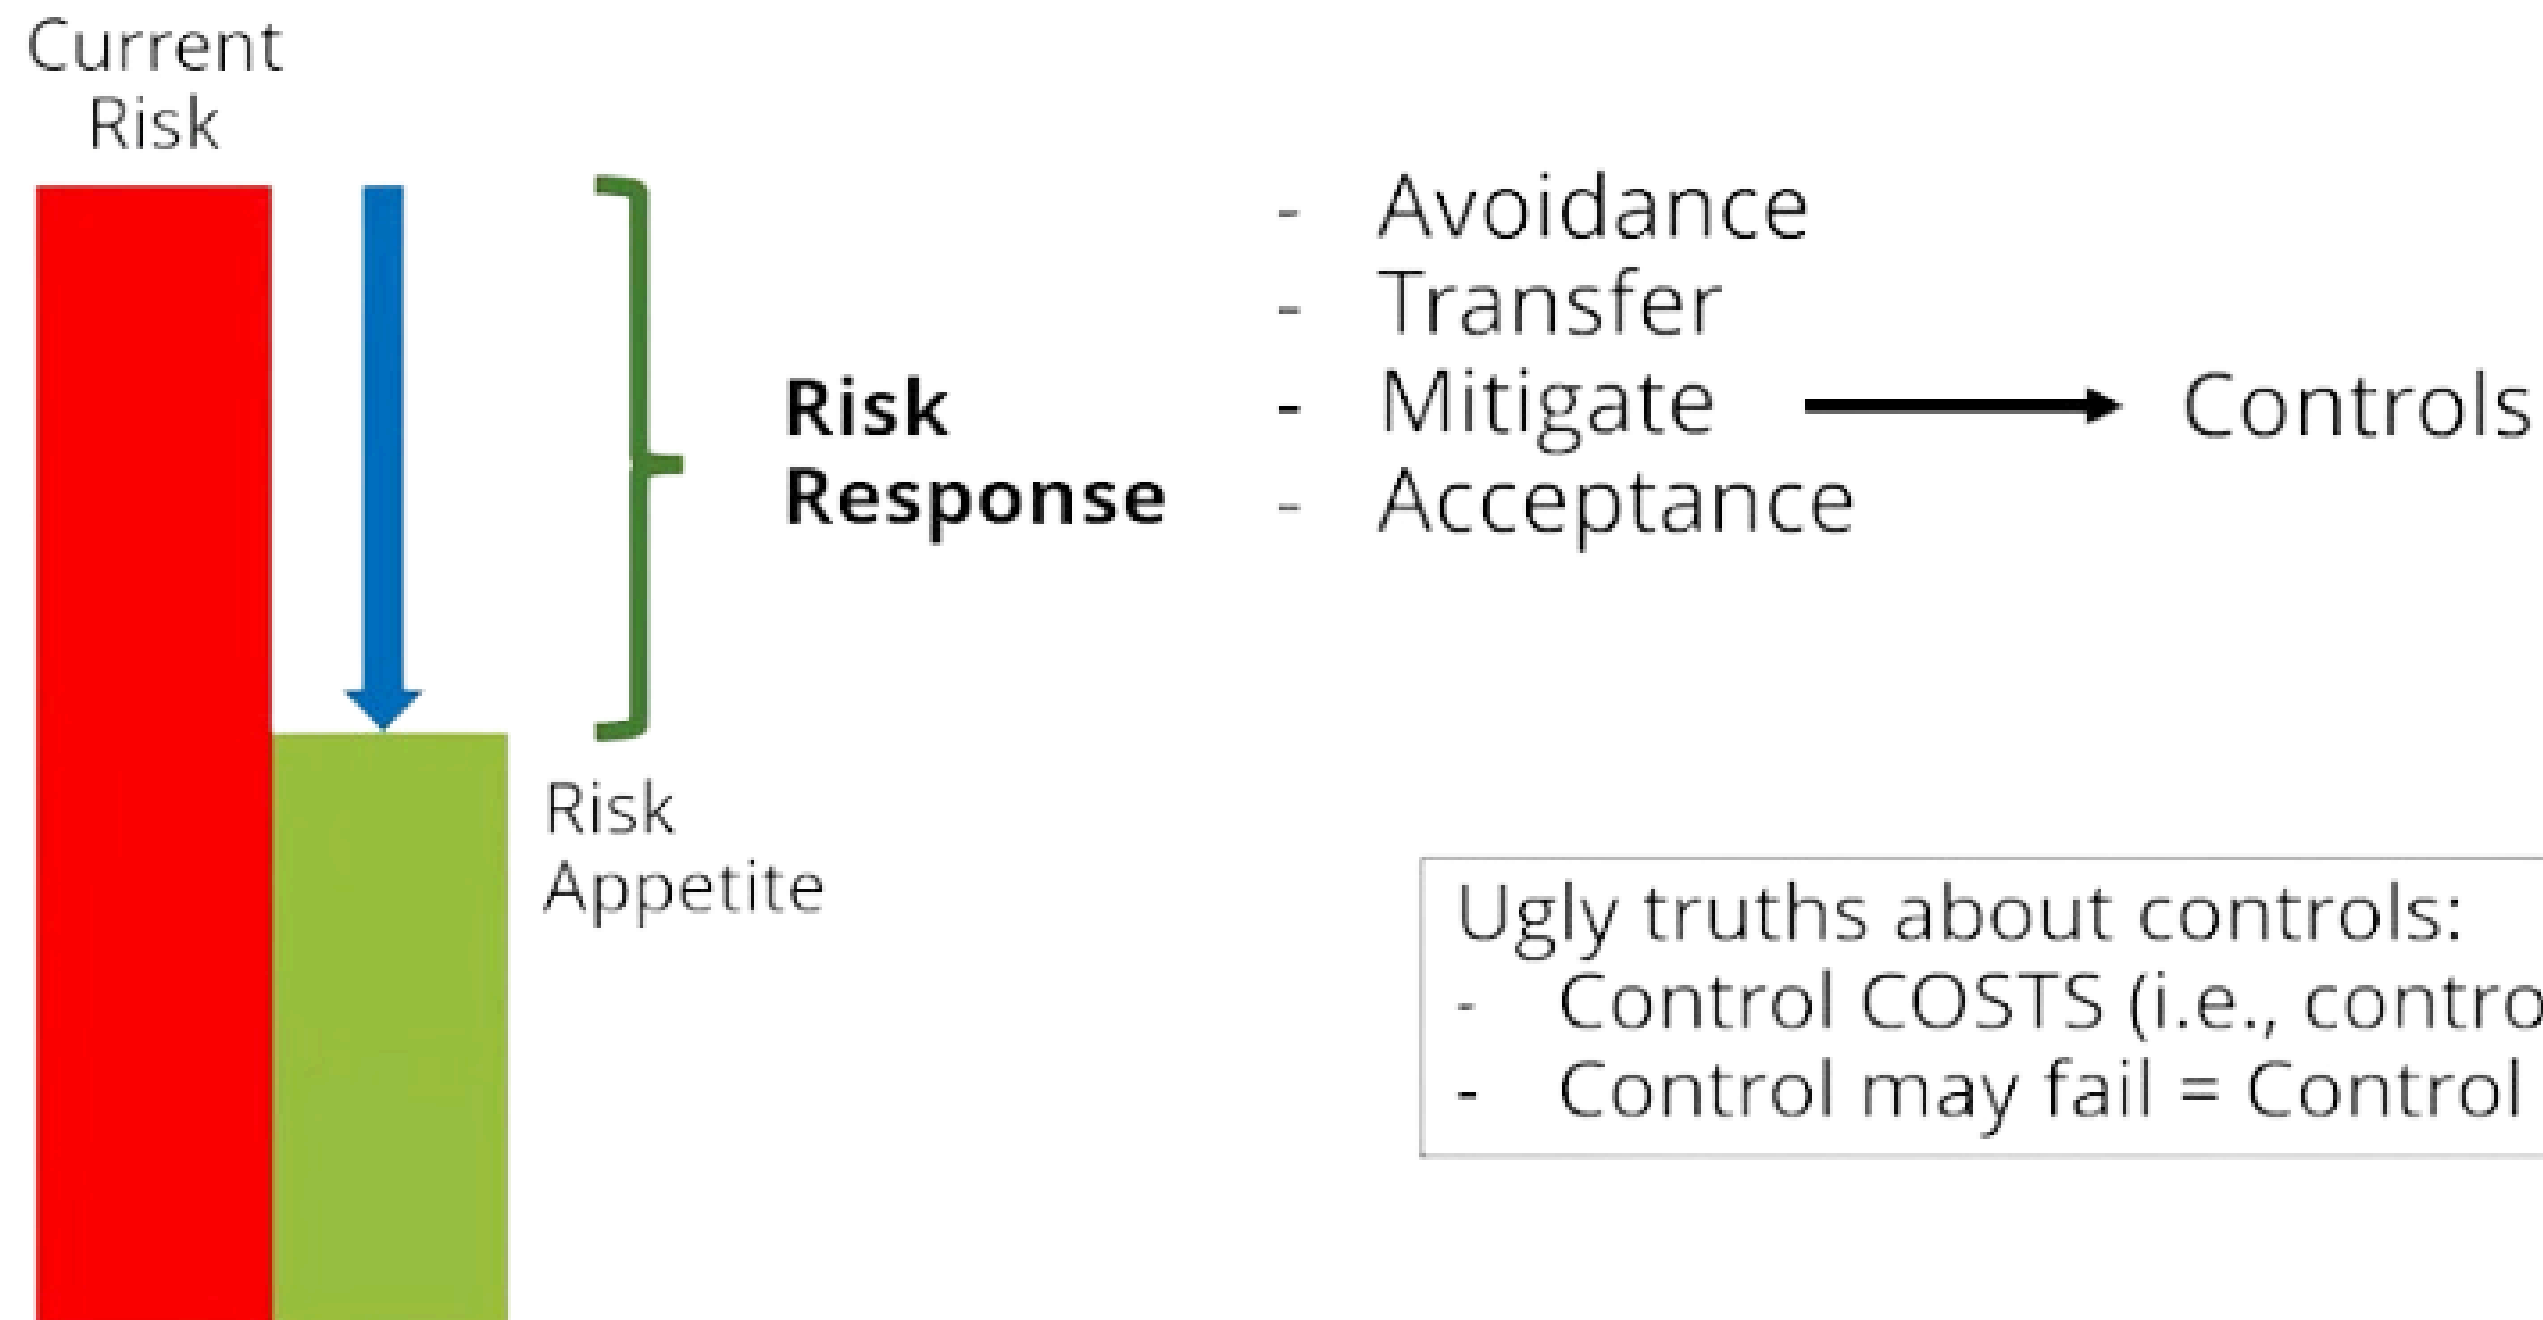 Current
Risk
- Avoidance
- Transfer
- Mitigate
- Acceptance
Controls
Risk
Response
Risk
Appetite
Ugly truths about controls:
- Control COSTS (i.e.,
- Control may fail = Control